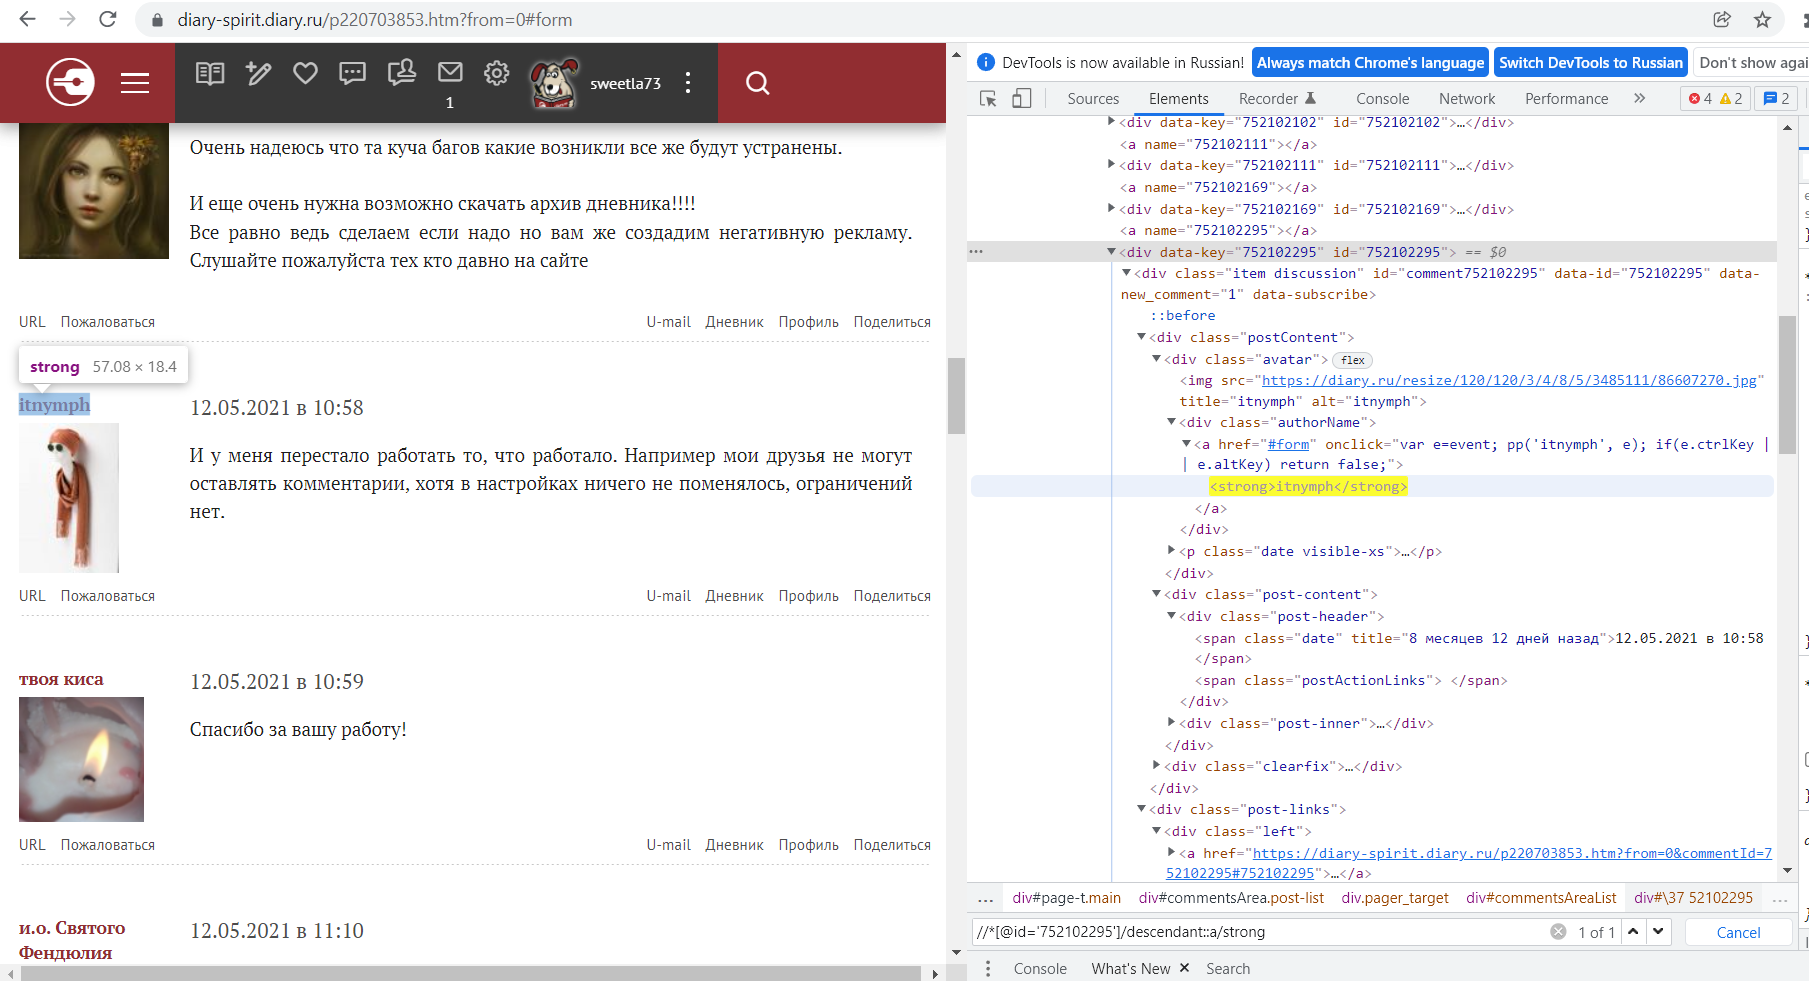 diary-spirit.diary.ru/p220703853.htm?from=0#form
1
sweetla73
Очень надеюсь что та куча багов какие возникли все же будут устранены.
И еще очень нужна возможно скачать архив дневника!!!!
Все равно ведь сделаем если надо но вам же создадим негативную рекламу.
Слушайте пожалуйста тех кто давно на сайте
URL Пожаловаться U-mail Дневник Профиль Поделиться
strong 57.08 × 18.4
itnymph
12.05.2021 в 10:58
И у меня перестало работать то, что работало. Например мои друзья не могут
оставлять комментарии, хотя в настройках ничего не поменялось, ограничений
нет.
URL Пожаловаться U-mail Дневник Профиль Поделиться
твоя киса
12.05.2021 в 10:59
Спасибо за вашу работу!
URL Пожаловаться U-mail Дневник Профиль Поделиться
и.о. Святого
Фендюлия
12.05.2021 в 11:10
DevTools is now available in Russian! Always match Chrome's language Switch DevTools to Russian Don't show agai
Sources Elements Recorder Console Network Performance 4 2 2
<div data-key="752102102" id="752102102">…</div>
<a name="752102111"></a>
<div data-key="752102111" id="752102111">…</div>
<a name="752102169"></a>
<div data-key="752102169" id="752102169">…</div>
<a name="752102295"></a>
<div data-key="752102295" id="752102295"> == $0
<div class="item discussion" id="comment752102295" data-id="752102295" data-
new_comment="1" data-subscribe>
::before
<div class="postContent">
<div class="avatar"> flex
<img src="https://diary.ru/resize/120/120/3/4/8/5/3485111/86607270.jpg"
title="itnymph" alt="itnymph">
<div class="authorName">
<a href="#form" onclick="var e=event; pp('itnymph', e); if(e.ctrlKey |
| e.altKey) return false;">
<strong>itnymph</strong>
</a>
</div>
<p class="date visible-xs">…</p>
</div>
<div class="post-content">
<div class="post-header">
<span class="date" title="8 месяцев 12 дней назад">12.05.2021 в 10:58
</span>
<span class="postActionLinks"> </span>
</div>
<div class="post-inner">…</div>
</div>
<div class="clearfix">…</div>
</div>
<div class="post-links">
<div class="left">
<a href="https://diary-spirit.diary.ru/p220703853.htm?from=0&commentId=7
52102295#752102295">…</a>
... div#page-t.main div#commentsArea.post-list div.pager_target div#commentsAreaList div#\37 52102295 ...
//*[@id='752102295']/descendant::a/strong 1 of 1 Cancel
Console What's New Search